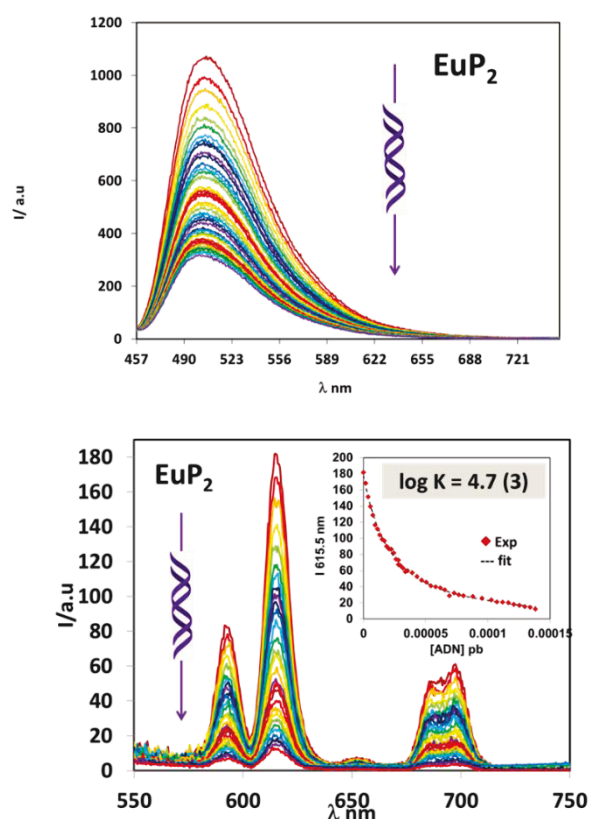 1200
1000
800
600
400
200
0
I/ a.u
EuP2
457 490 523 556 589 622 655 688 721
λ nm
180
160
140
120
100
80
60
40
20
0
I/a.u
EuP2
200
180
160
140
120
100
80
60
40
20
0
I 615.5 nm
log K = 4.7 (3)
Exp
fit
0 0.00005 0.0001 0.00015
[ADN] pb
550 600 650 700 750
λ nm